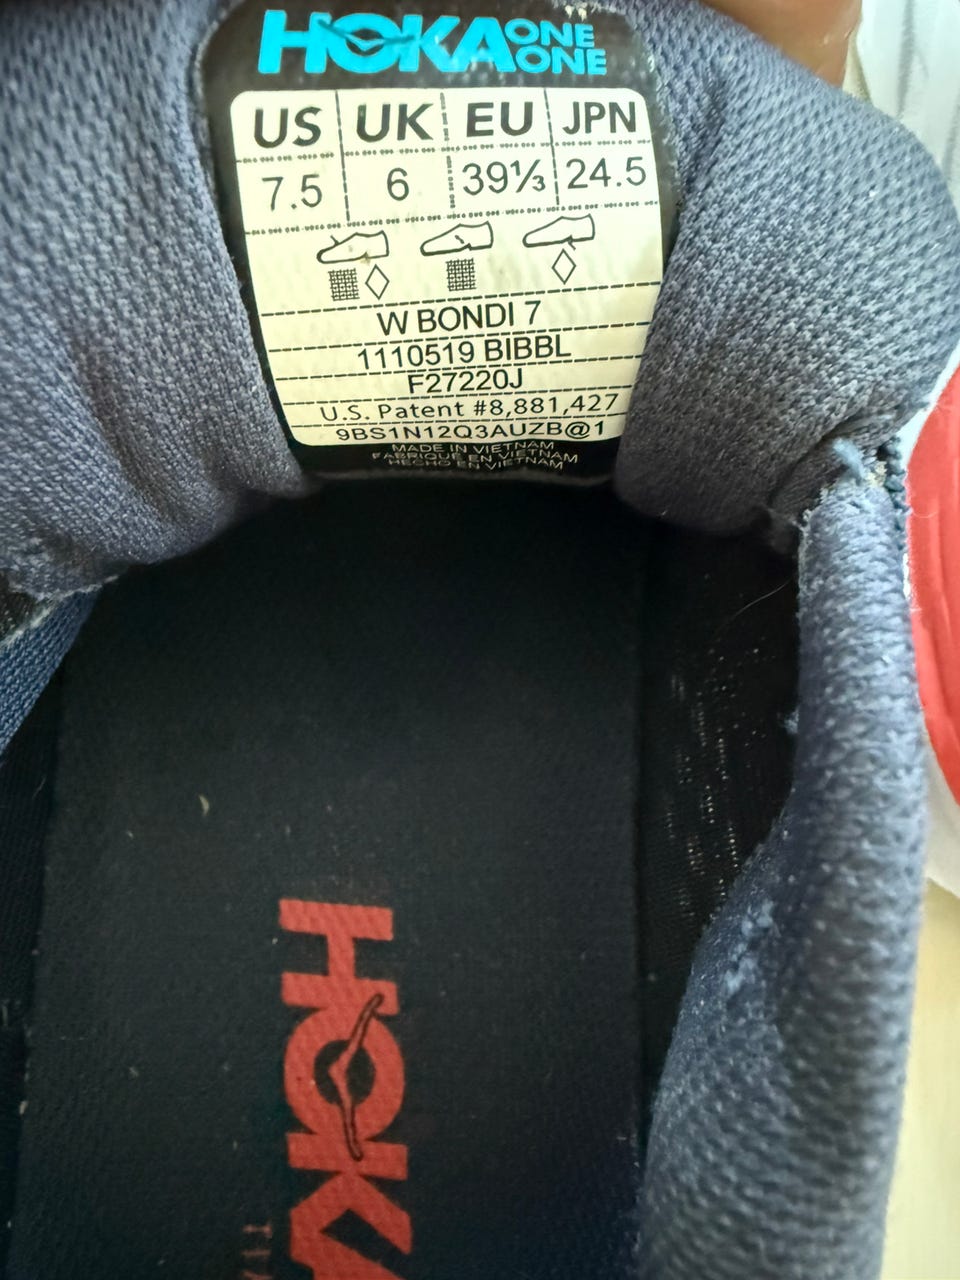 HOKA ONE ONE
US UK EU JPN
7.5 6 39⅓ 24.5
W BONDI 7
1110519 BIBBL
F27220J
U.S. Patent #8,881,427
9BS1N12Q3AUZB@1
MADE IN VIETNAM
FABRIQUÉ EN VIETNAM
HECHO EN VIETNAM
HOKA